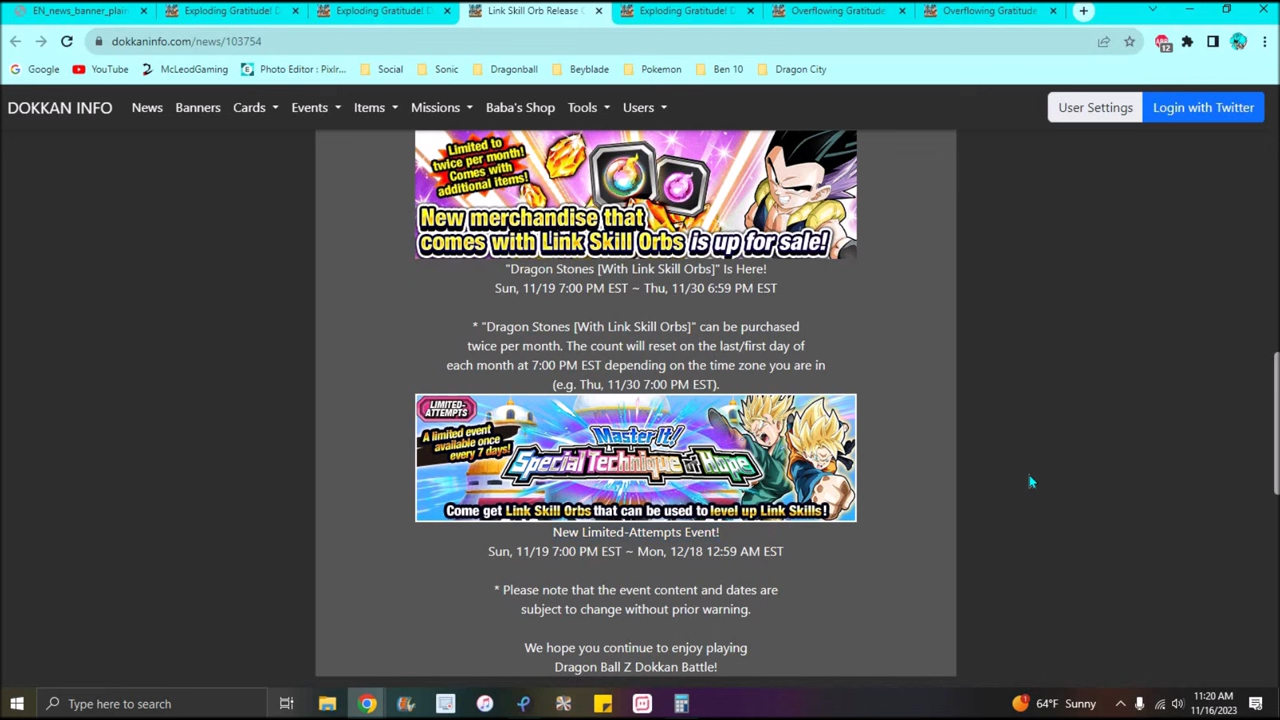 EN_news_banner_plain
Exploding Gratitude! D
Exploding Gratitude! D
Link Skill Orb Release C
Exploding Gratitude! D
Overflowing Gratitude
Overflowing Gratitude
dokkaninfo.com/news/103754
12
Google
YouTube
McLeodGaming
Photo Editor : Pixlr...
Social
Sonic
Dragonball
Beyblade
Pokemon
Ben 10
Dragon City
DOKKAN INFO
News
Banners
Cards
Events
Items
Missions
Baba's Shop
Tools
Users
User Settings
Login with Twitter
Limited to
twice per month!
Comes with
additional items!
New merchandise that
comes with Link Skill Orbs is up for sale!
"Dragon Stones [With Link Skill Orbs]" Is Here!
Sun, 11/19 7:00 PM EST ~ Thu, 11/30 6:59 PM EST
* "Dragon Stones [With Link Skill Orbs]" can be purchased
twice per month. The count will reset on the last/first day of
each month at 7:00 PM EST depending on the time zone you are in
(e.g. Thu, 11/30 7:00 PM EST).
LIMITED-
ATTEMPTS
A limited event
available once
every 7 days!
Master It!
Special Technique of Hope
Come get Link Skill Orbs that can be used to level up Link Skills!
New Limited-Attempts Event!
Sun, 11/19 7:00 PM EST ~ Mon, 12/18 12:59 AM EST
* Please note that the event content and dates are
subject to change without prior warning.
We hope you continue to enjoy playing
Dragon Ball Z Dokkan Battle!
Type here to search
1
64°F Sunny
11:20 AM
11/16/2023